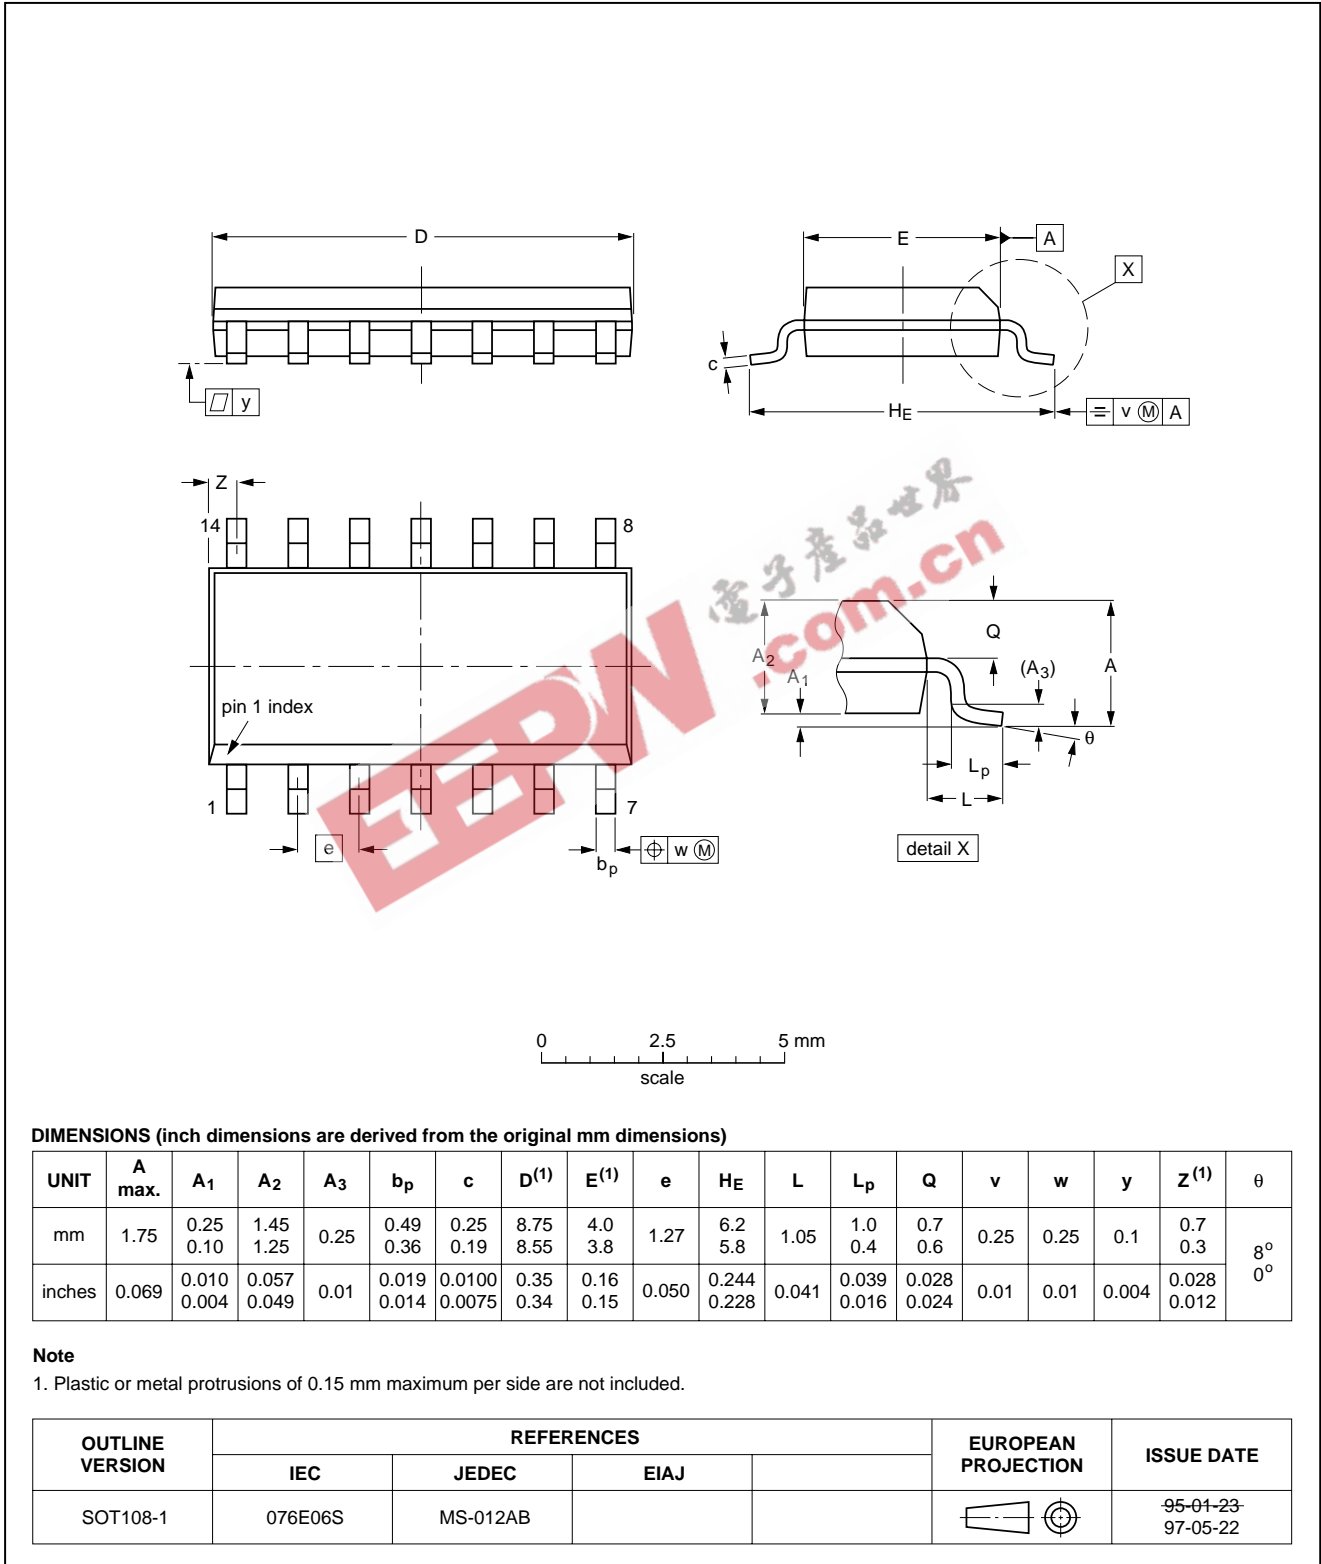 D
E
A
X
c
y
HE
v M A
Z
14
8
pin 1 index
1
7
e
bp
w M
電子產品世界
EEPW .com.cn
A2
A1
Q
(A3)
A
θ
Lp
L
detail X
0 2.5 5 mm
scale
DIMENSIONS (inch dimensions are derived from the original mm dimensions)
UNIT A max. A1 A2 A3 bp c D(1) E(1) e HE L Lp Q v w y Z(1) θ
mm 1.75 0.25 0.10 1.45 1.25 0.25 0.49 0.36 0.25 0.19 8.75 8.55 4.0 3.8 1.27 6.2 5.8 1.05 1.0 0.4 0.7 0.6 0.25 0.25 0.1 0.7 0.3 8° 0°
inches 0.069 0.010 0.004 0.057 0.049 0.01 0.019 0.014 0.0100 0.0075 0.35 0.34 0.16 0.15 0.050 0.244 0.228 0.041 0.039 0.016 0.028 0.024 0.01 0.01 0.004 0.028 0.012
Note
1. Plastic or metal protrusions of 0.15 mm maximum per side are not included.
OUTLINE VERSION REFERENCES EUROPEAN PROJECTION ISSUE DATE
IEC JEDEC EIAJ
SOT108-1 076E06S MS-012AB 95-01-23
97-05-22